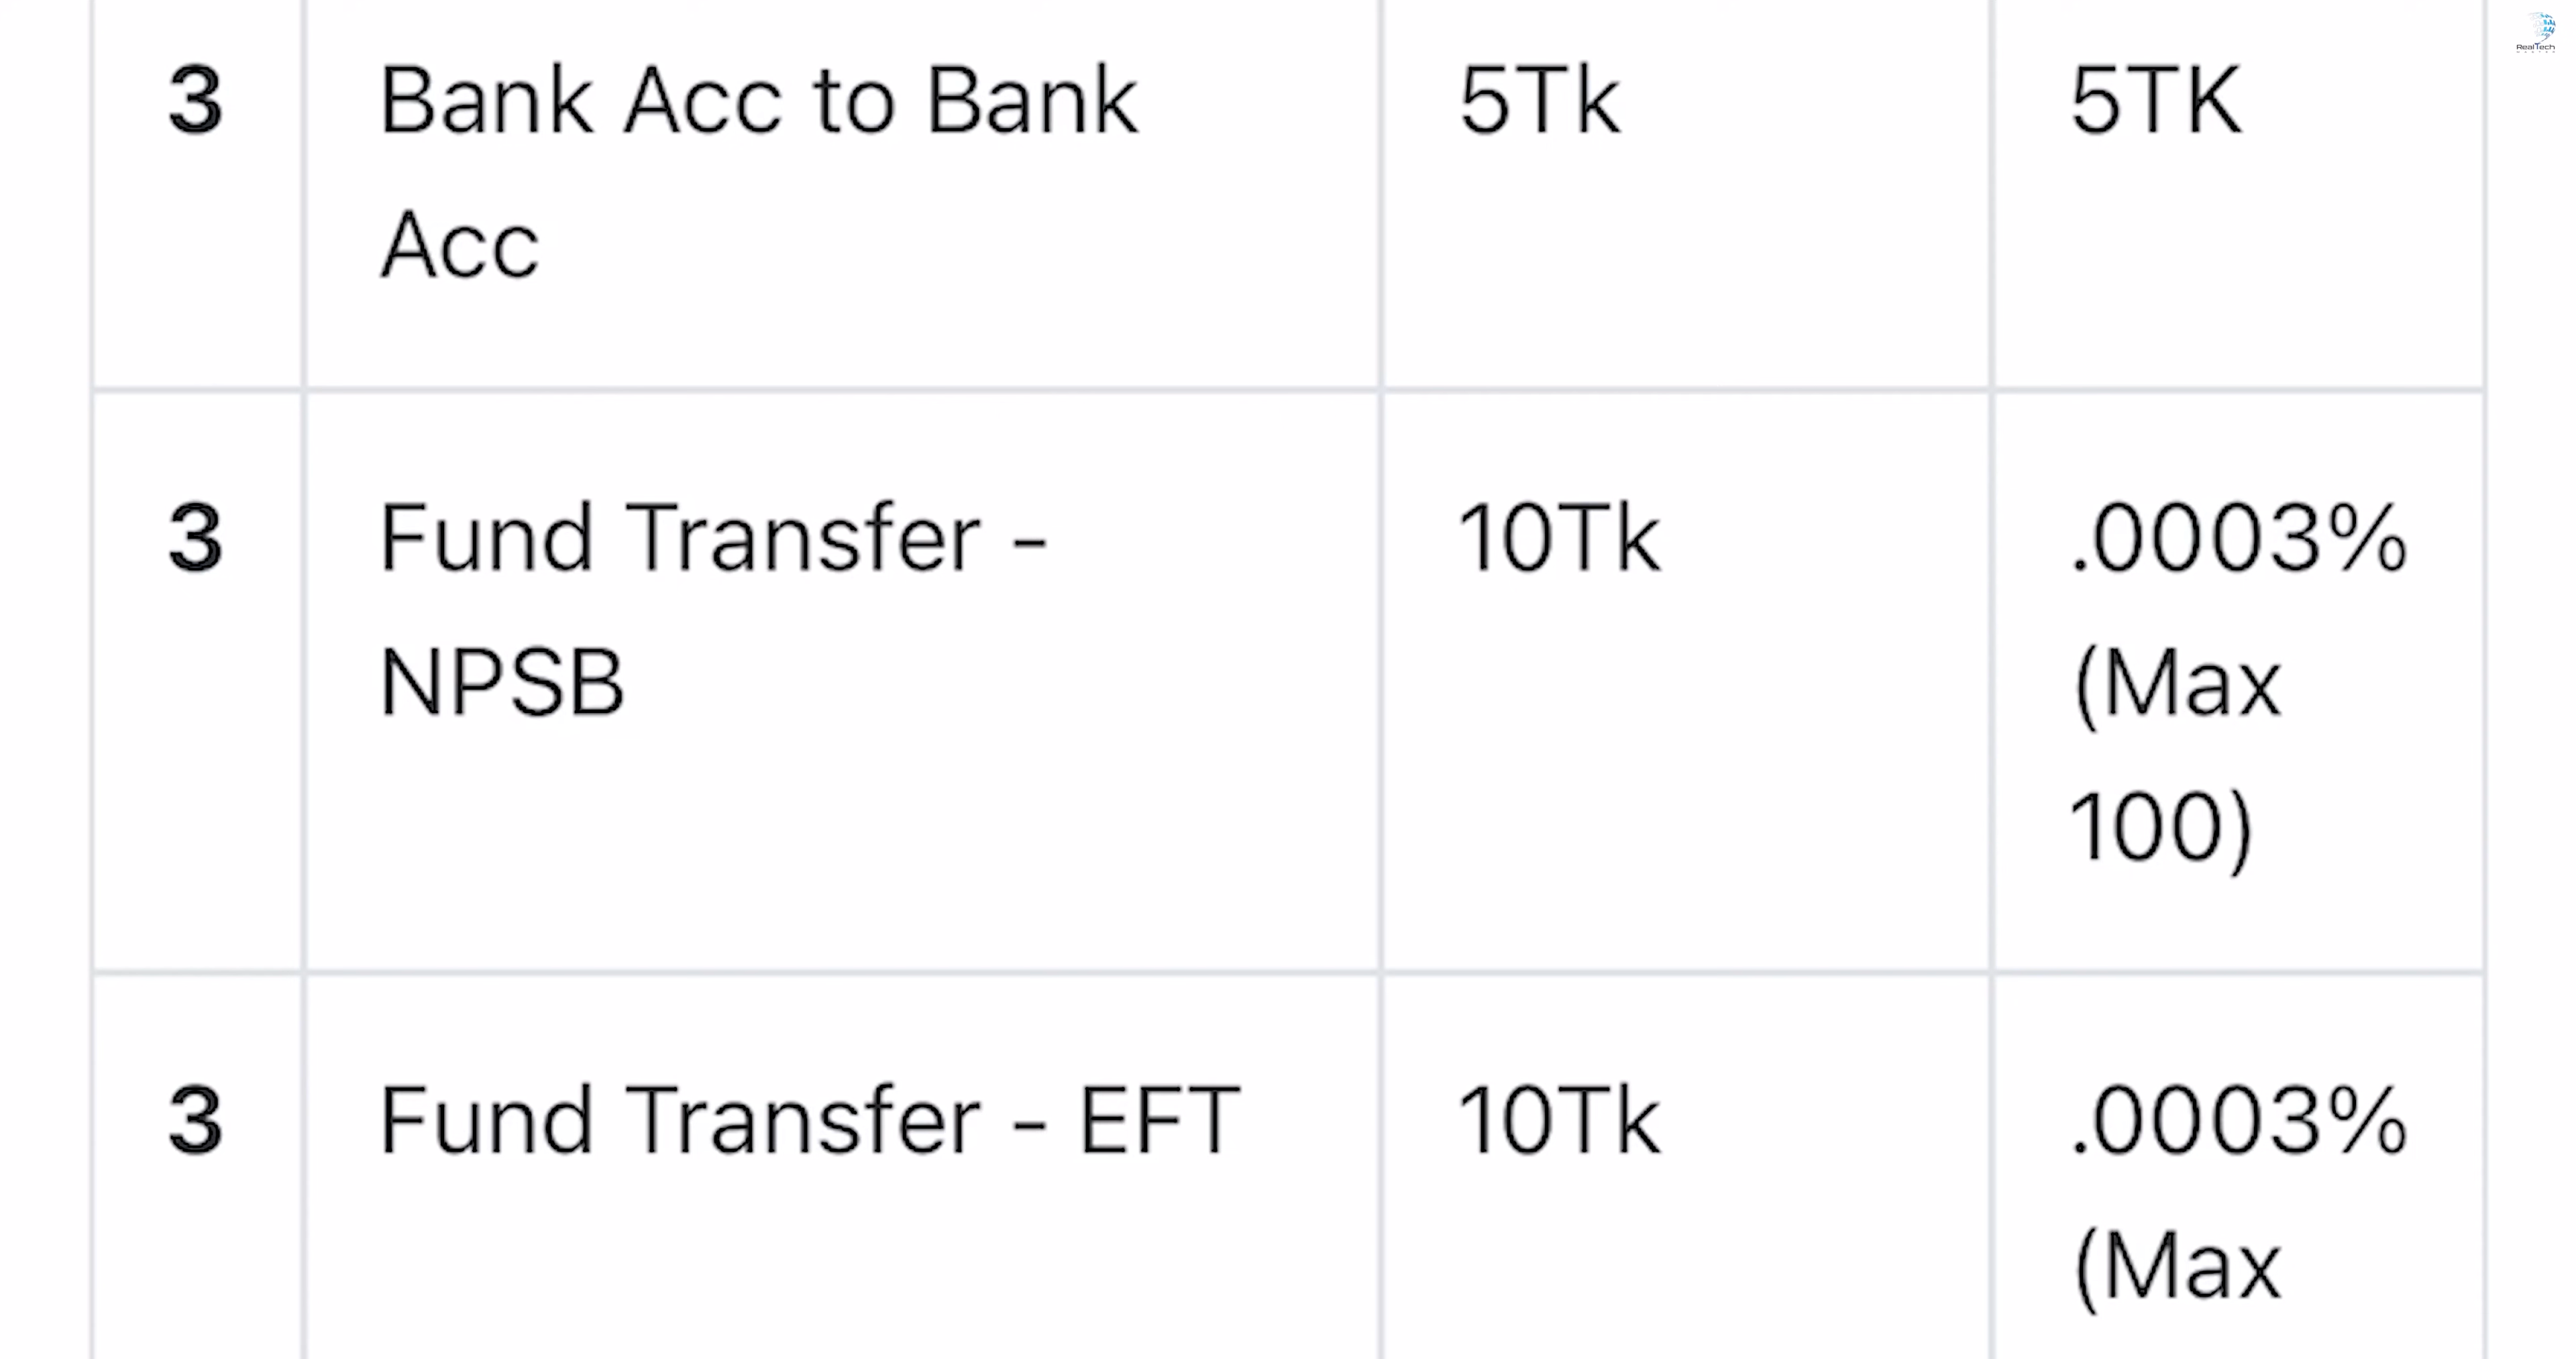 3 Bank Acc to Bank 5Tk 5TK
Acc
3 Fund Transfer - 10Tk .0003%
NPSB (Max
100)
3 Fund Transfer - EFT 10Tk .0003%
(Max
RealTech